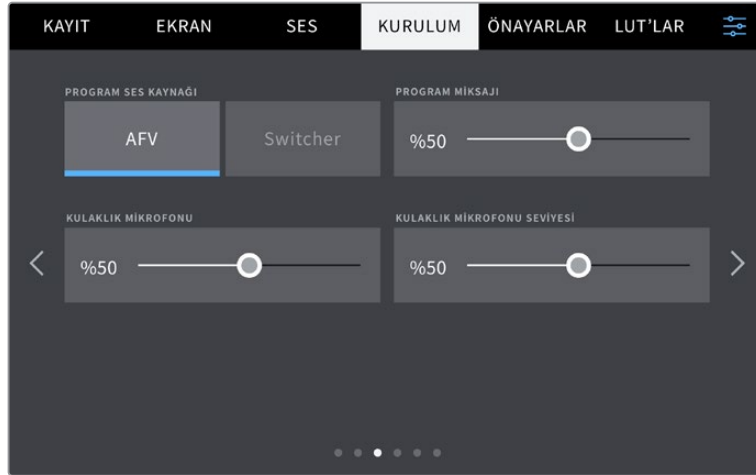 KAYIT EKRAN SES KURULUM ÖNAYARLAR LUT'LAR
PROGRAM SES KAYNAĞI PROGRAM MİKSAJI
AFV Switcher %50
KULAKLIK MİKROFONU KULAKLIK MİKROFONU SEVİYESİ
%50 %50